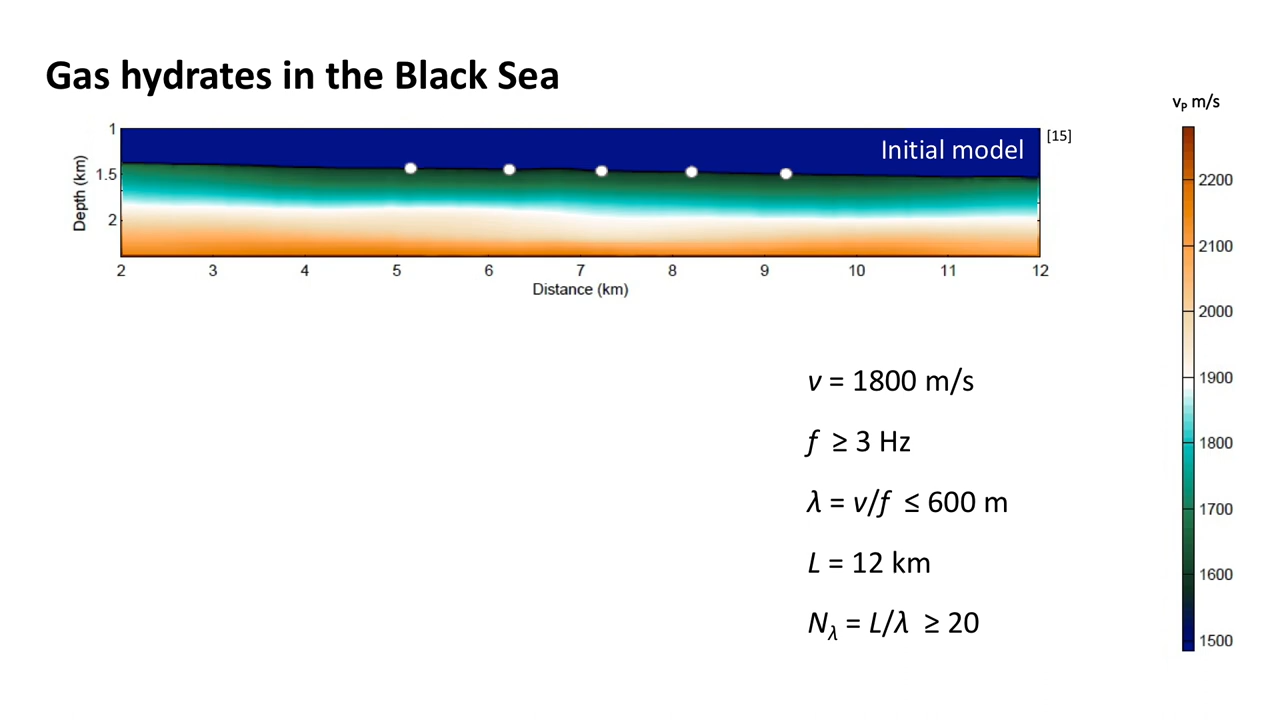 Gas hydrates in the Black Sea
v_P m/s
Initial model
[15]
Depth (km)
1
1.5
2
2 3 4 5 6 7 8 9 10 11 12
Distance (km)
v = 1800 m/s
f ≥ 3 Hz
λ = v/f ≤ 600 m
L = 12 km
N_λ = L/λ ≥ 20
2200
2100
2000
1900
1800
1700
1600
1500